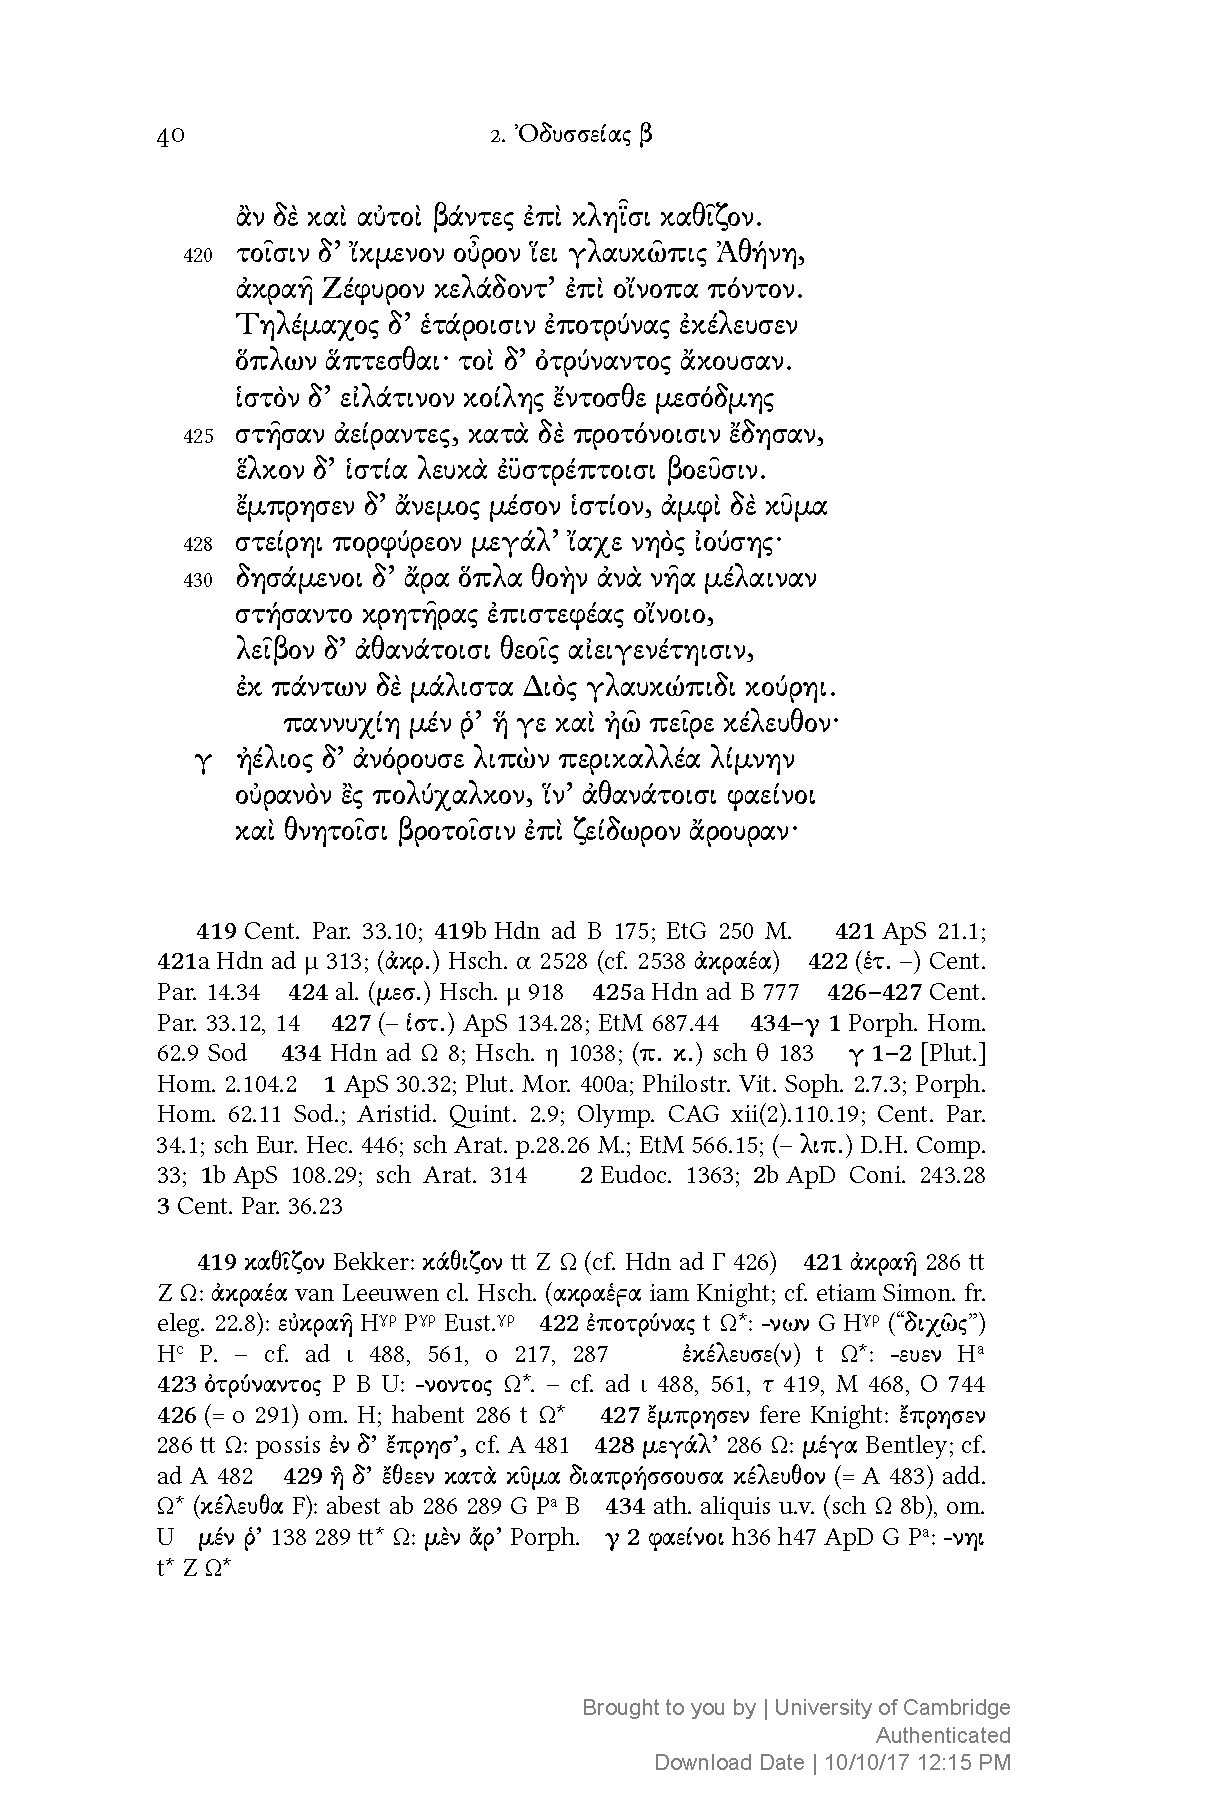 40 2. Ὀδυσσείας β
ἂν δὲ καὶ αὐτοὶ βάντες ἐπὶ κληῗσι καθῖζον.
420 τοῖσιν δ’ ἴκμενον οὖρον ἵει γλαυκῶπις Ἀθήνη,
ἀκραῆ Ζέφυρον κελάδοντ’ ἐπὶ οἴνοπα πόντον.
Τηλέμαχος δ’ ἑτάροισιν ἐποτρύνας ἐκέλευσεν
ὅπλων ἅπτεσθαι· τοὶ δ’ ὀτρύναντος ἄκουσαν.
ἱστὸν δ’ εἰλάτινον κοίλης ἔντοσθε μεσόδμης
425 στῆσαν ἀείραντες, κατὰ δὲ προτόνοισιν ἔδησαν,
ἕλκον δ’ ἱστία λευκὰ ἐϋστρέπτοισι βοεῦσιν.
ἔμπρησεν δ’ ἄνεμος μέσον ἱστίον, ἀμφὶ δὲ κῦμα
428 στείρηι πορφύρεον μεγάλ’ ἴαχε νηὸς ἰούσης·
430 δησάμενοι δ’ ἄρα ὅπλα θοὴν ἀνὰ νῆα μέλαιναν
στήσαντο κρητῆρας ἐπιστεφέας οἴνοιο,
λεῖβον δ’ ἀθανάτοισι θεοῖς αἰειγενέτηισιν,
ἐκ πάντων δὲ μάλιστα Διὸς γλαυκώπιδι κούρηι.
παννυχίη μέν ῥ’ ἥ γε καὶ ἠῶ πεῖρε κέλευθον·
γ ἠέλιος δ’ ἀνόρουσε λιπὼν περικαλλέα λίμνην
οὐρανὸν ἒς πολύχαλκον, ἵν’ ἀθανάτοισι φαείνοι
καὶ θνητοῖσι βροτοῖσιν ἐπὶ ζείδωρον ἄρουραν·
419 Cent. Par. 33.10; 419b Hdn ad B 175; EtG 250 M. 421 ApS 21.1;
421a Hdn ad μ 313; (ἀκρ.) Hsch. α 2528 (cf. 2538 ἀκραέα) 422 (ἑτ. –) Cent.
Par. 14.34 424 al. (μεσ.) Hsch. μ 918 425a Hdn ad B 777 426–427 Cent.
Par. 33.12, 14 427 (– ἱστ.) ApS 134.28; EtM 687.44 434–γ 1 Porph. Hom.
62.9 Sod 434 Hdn ad Ω 8; Hsch. η 1038; (π. κ.) sch θ 183 γ 1–2 [Plut.]
Hom. 2.104.2 1 ApS 30.32; Plut. Mor. 400a; Philostr. Vit. Soph. 2.7.3; Porph.
Hom. 62.11 Sod.; Aristid. Quint. 2.9; Olymp. CAG xii(2).110.19; Cent. Par.
34.1; sch Eur. Hec. 446; sch Arat. p.28.26 M.; EtM 566.15; (– λιπ.) D.H. Comp.
33; 1b ApS 108.29; sch Arat. 314 2 Eudoc. 1363; 2b ApD Coni. 243.28
3 Cent. Par. 36.23
419 καθῖζον Bekker: κάθιζον tt Z Ω (cf. Hdn ad Γ 426) 421 ἀκραῆ 286 tt
Z Ω: ἀκραέα van Leeuwen cl. Hsch. (ακραέϝα iam Knight; cf. etiam Simon. fr.
eleg. 22.8): εὐκραῆ Hᵞᵖ Pᵞᵖ Eust.ᵞᵖ 422 ἐποτρύνας t Ω*: -νων G Hᵞᵖ (“διχῶς”)
Hᶜ P. – cf. ad ι 488, 561, ο 217, 287 ἐκέλευσε(ν) t Ω*: -ευεν Hᵃ
423 ὀτρύναντος P B U: -νοντος Ω*. – cf. ad ι 488, 561, τ 419, M 468, O 744
426 (= ο 291) om. H; habent 286 t Ω* 427 ἔμπρησεν fere Knight: ἔπρησεν
286 tt Ω: possis ἐν δ’ ἔπρησ’, cf. A 481 428 μεγάλ’ 286 Ω: μέγα Bentley; cf.
ad A 482 429 ἣ δ’ ἔθεεν κατὰ κῦμα διαπρήσσουσα κέλευθον (= A 483) add.
Ω* (κέλευθα F): abest ab 286 289 G Pᵃ B 434 ath. aliquis u.v. (sch Ω 8b), om.
U μέν ῥ’ 138 289 tt* Ω: μὲν ἄρ’ Porph. γ 2 φαείνοι h36 h47 ApD G Pᵃ: -νηι
t* Z Ω*
Brought to you by | University of Cambridge
Authenticated
Download Date | 10/10/17 12:15 PM